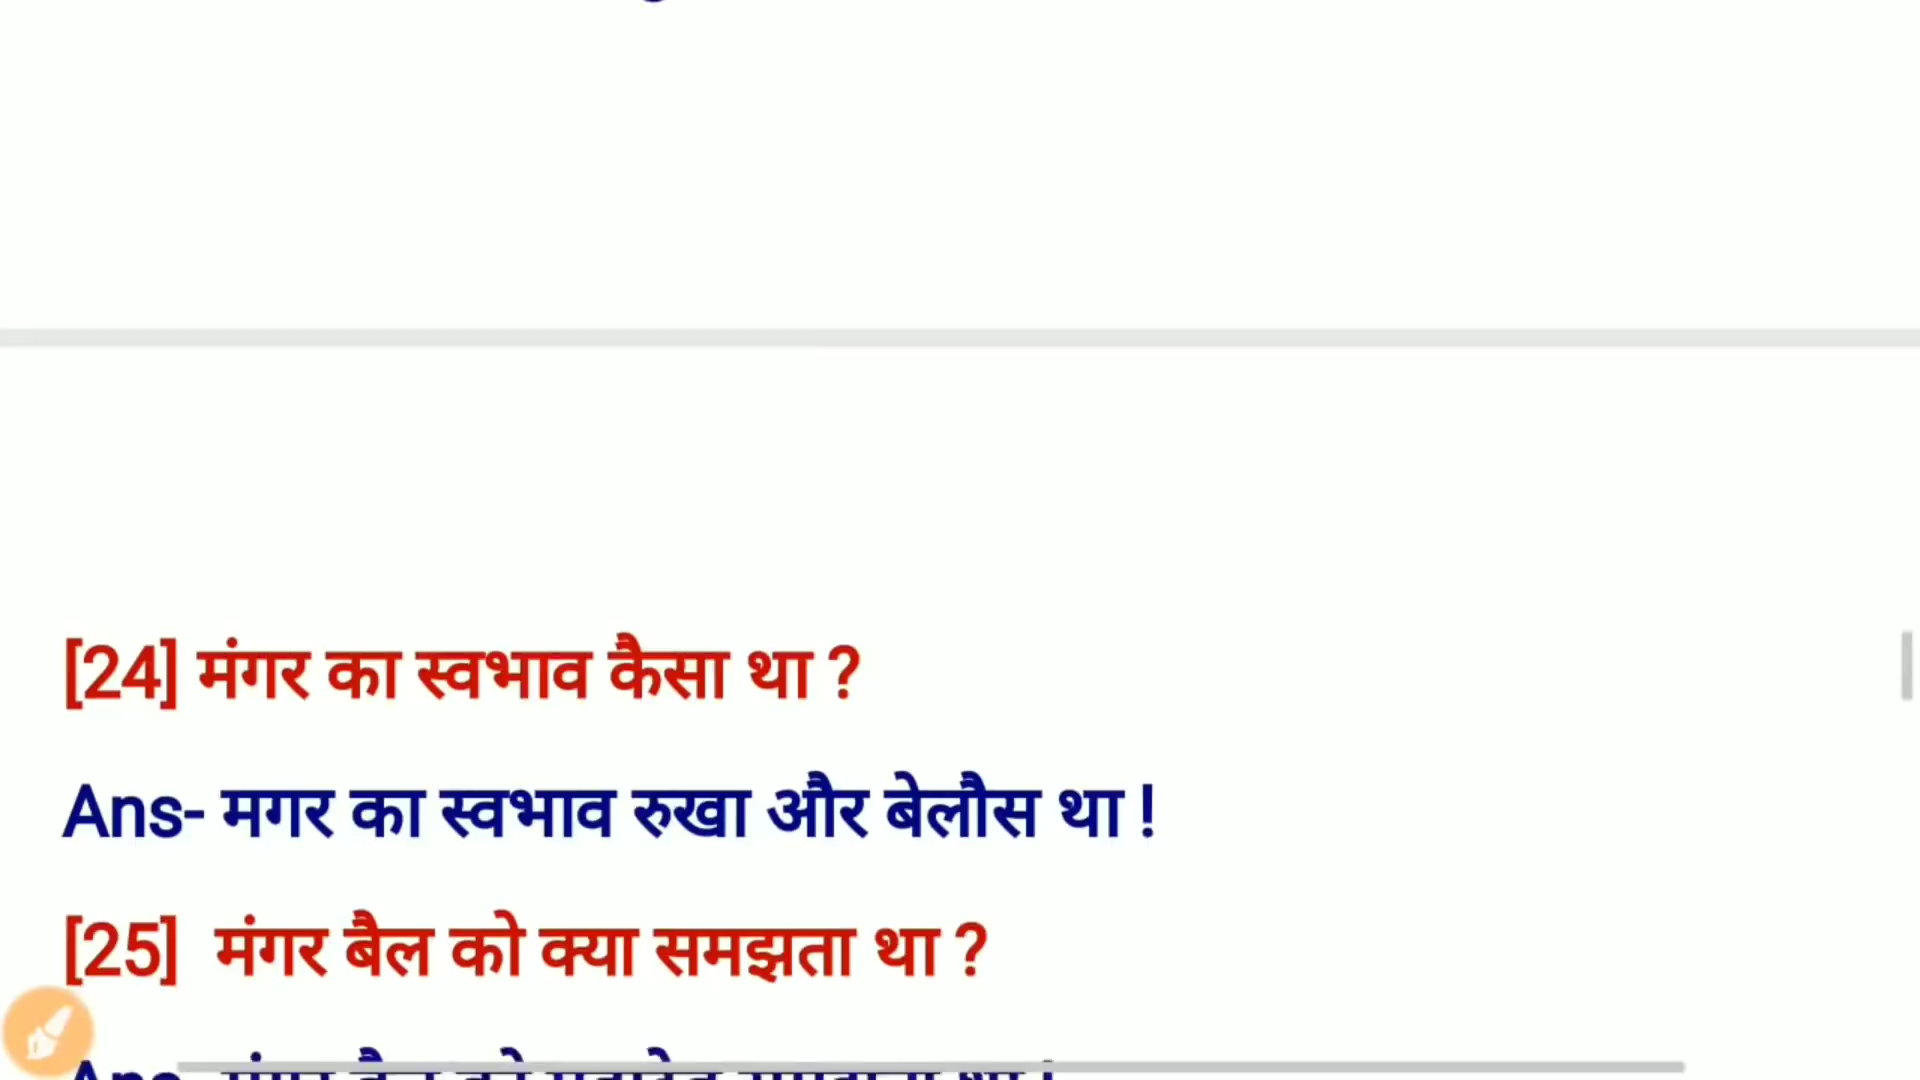 [24] मंगर का स्वभाव कैसा था ?
Ans- मगर का स्वभाव रुखा और बेलौस था !
[25] मंगर बैल को क्या समझता था ?